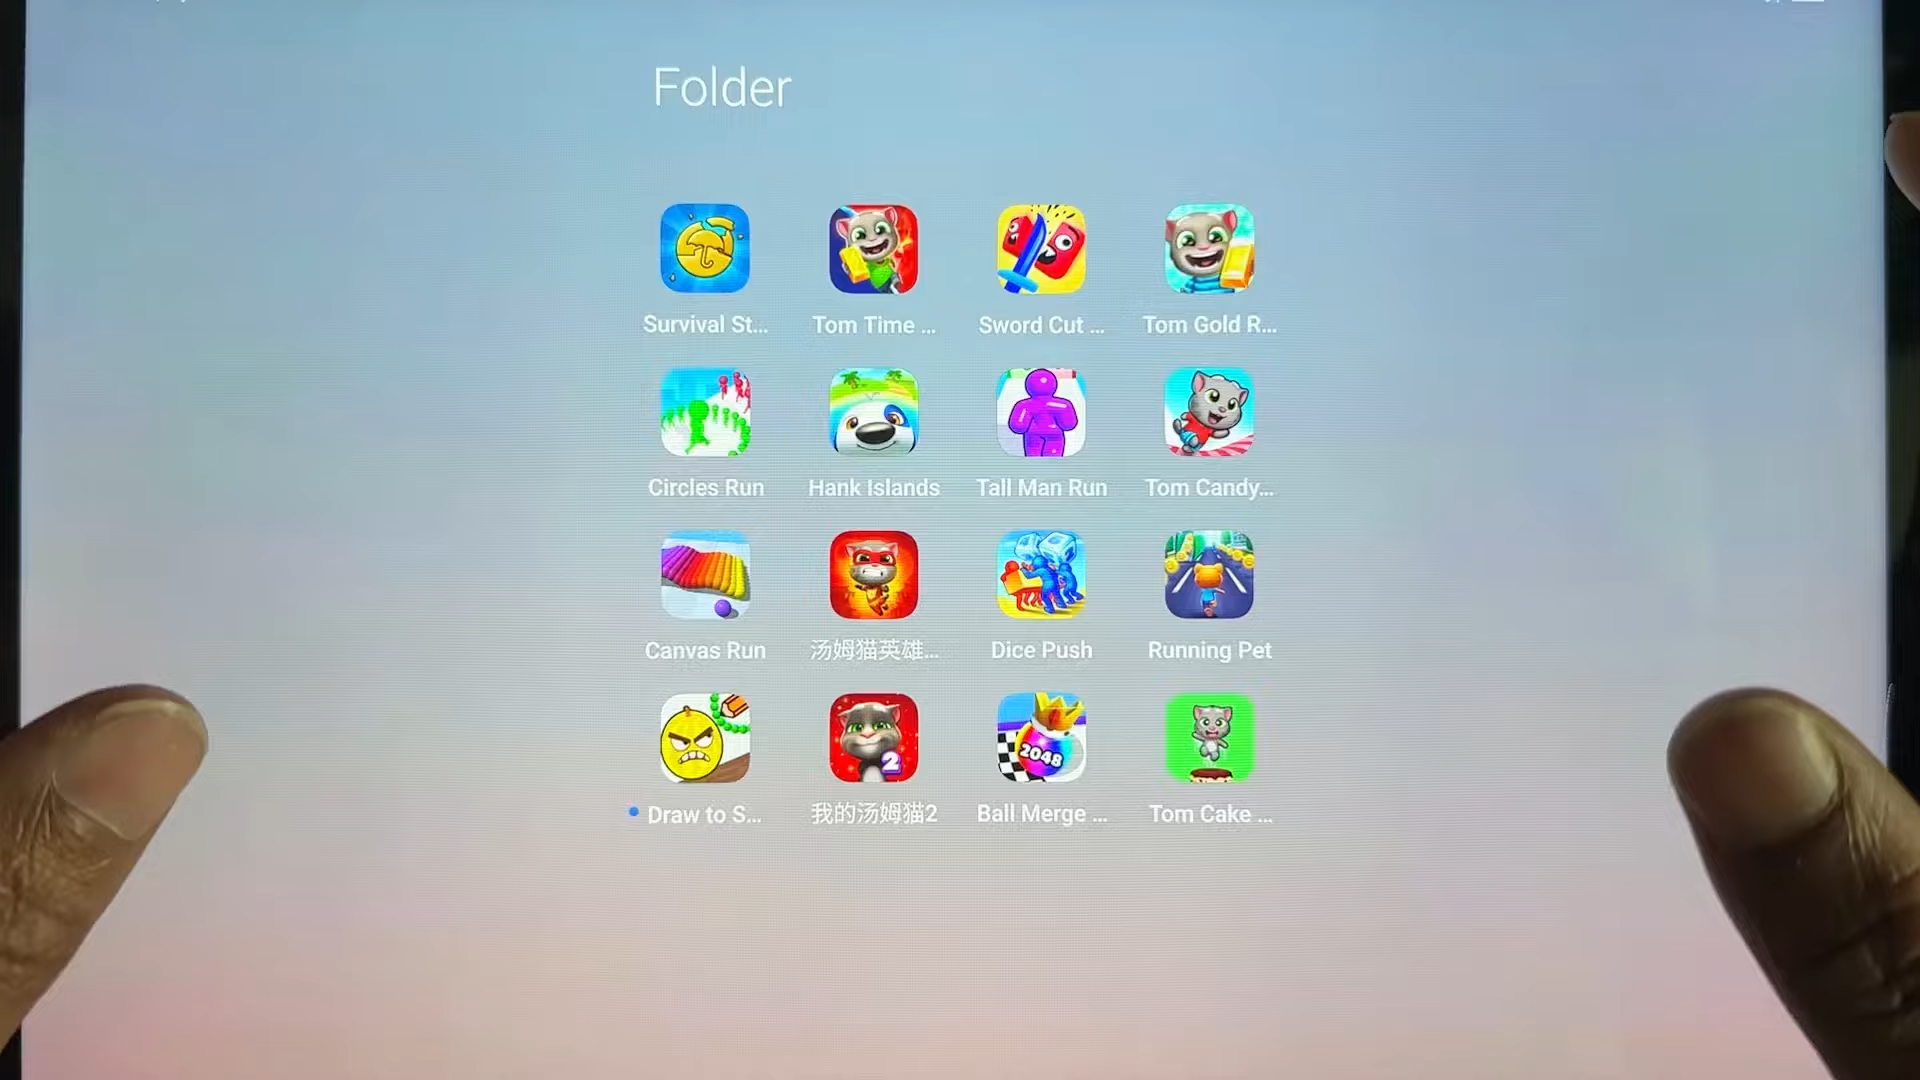 Folder
Survival St...
Tom Time ...
Sword Cut ...
Tom Gold R...
Circles Run
Hank Islands
Tall Man Run
Tom Candy...
Canvas Run
汤姆猫英雄...
Dice Push
Running Pet
2
2048
Draw to S...
我的汤姆猫2
Ball Merge ...
Tom Cake ...